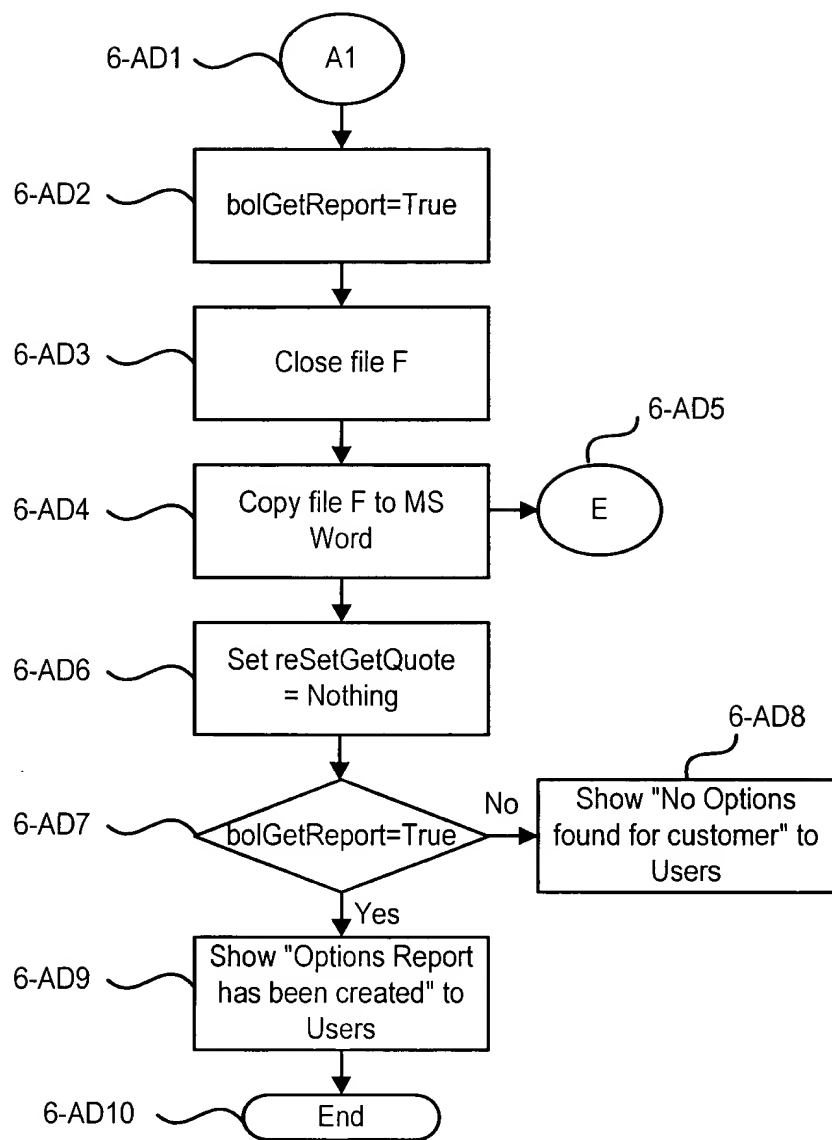 6-AD1
A1
6-AD2
bolGetReport=True
6-AD3
Close file F
6-AD5
6-AD4
Copy file F to MS
Word
E
6-AD6
Set reSetGetQuote
= Nothing
6-AD8
6-AD7
bolGetReport=True
No
Show "No Options
found for customer" to
Users
Yes
6-AD9
Show "Options Report
has been created" to
Users
6-AD10
End